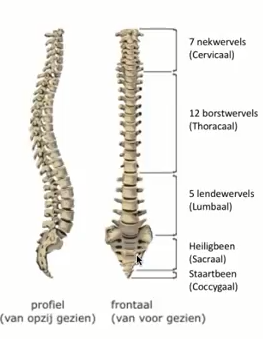 7 nekwervels
(Cervicaal)
12 borstwervels
(Thoracaal)
5 lendewervels
(Lumbaal)
Heiligbeen
(Sacraal)
Staartbeen
(Coccygaal)
profiel
(van opzij gezien)
frontaal
(van voor gezien)